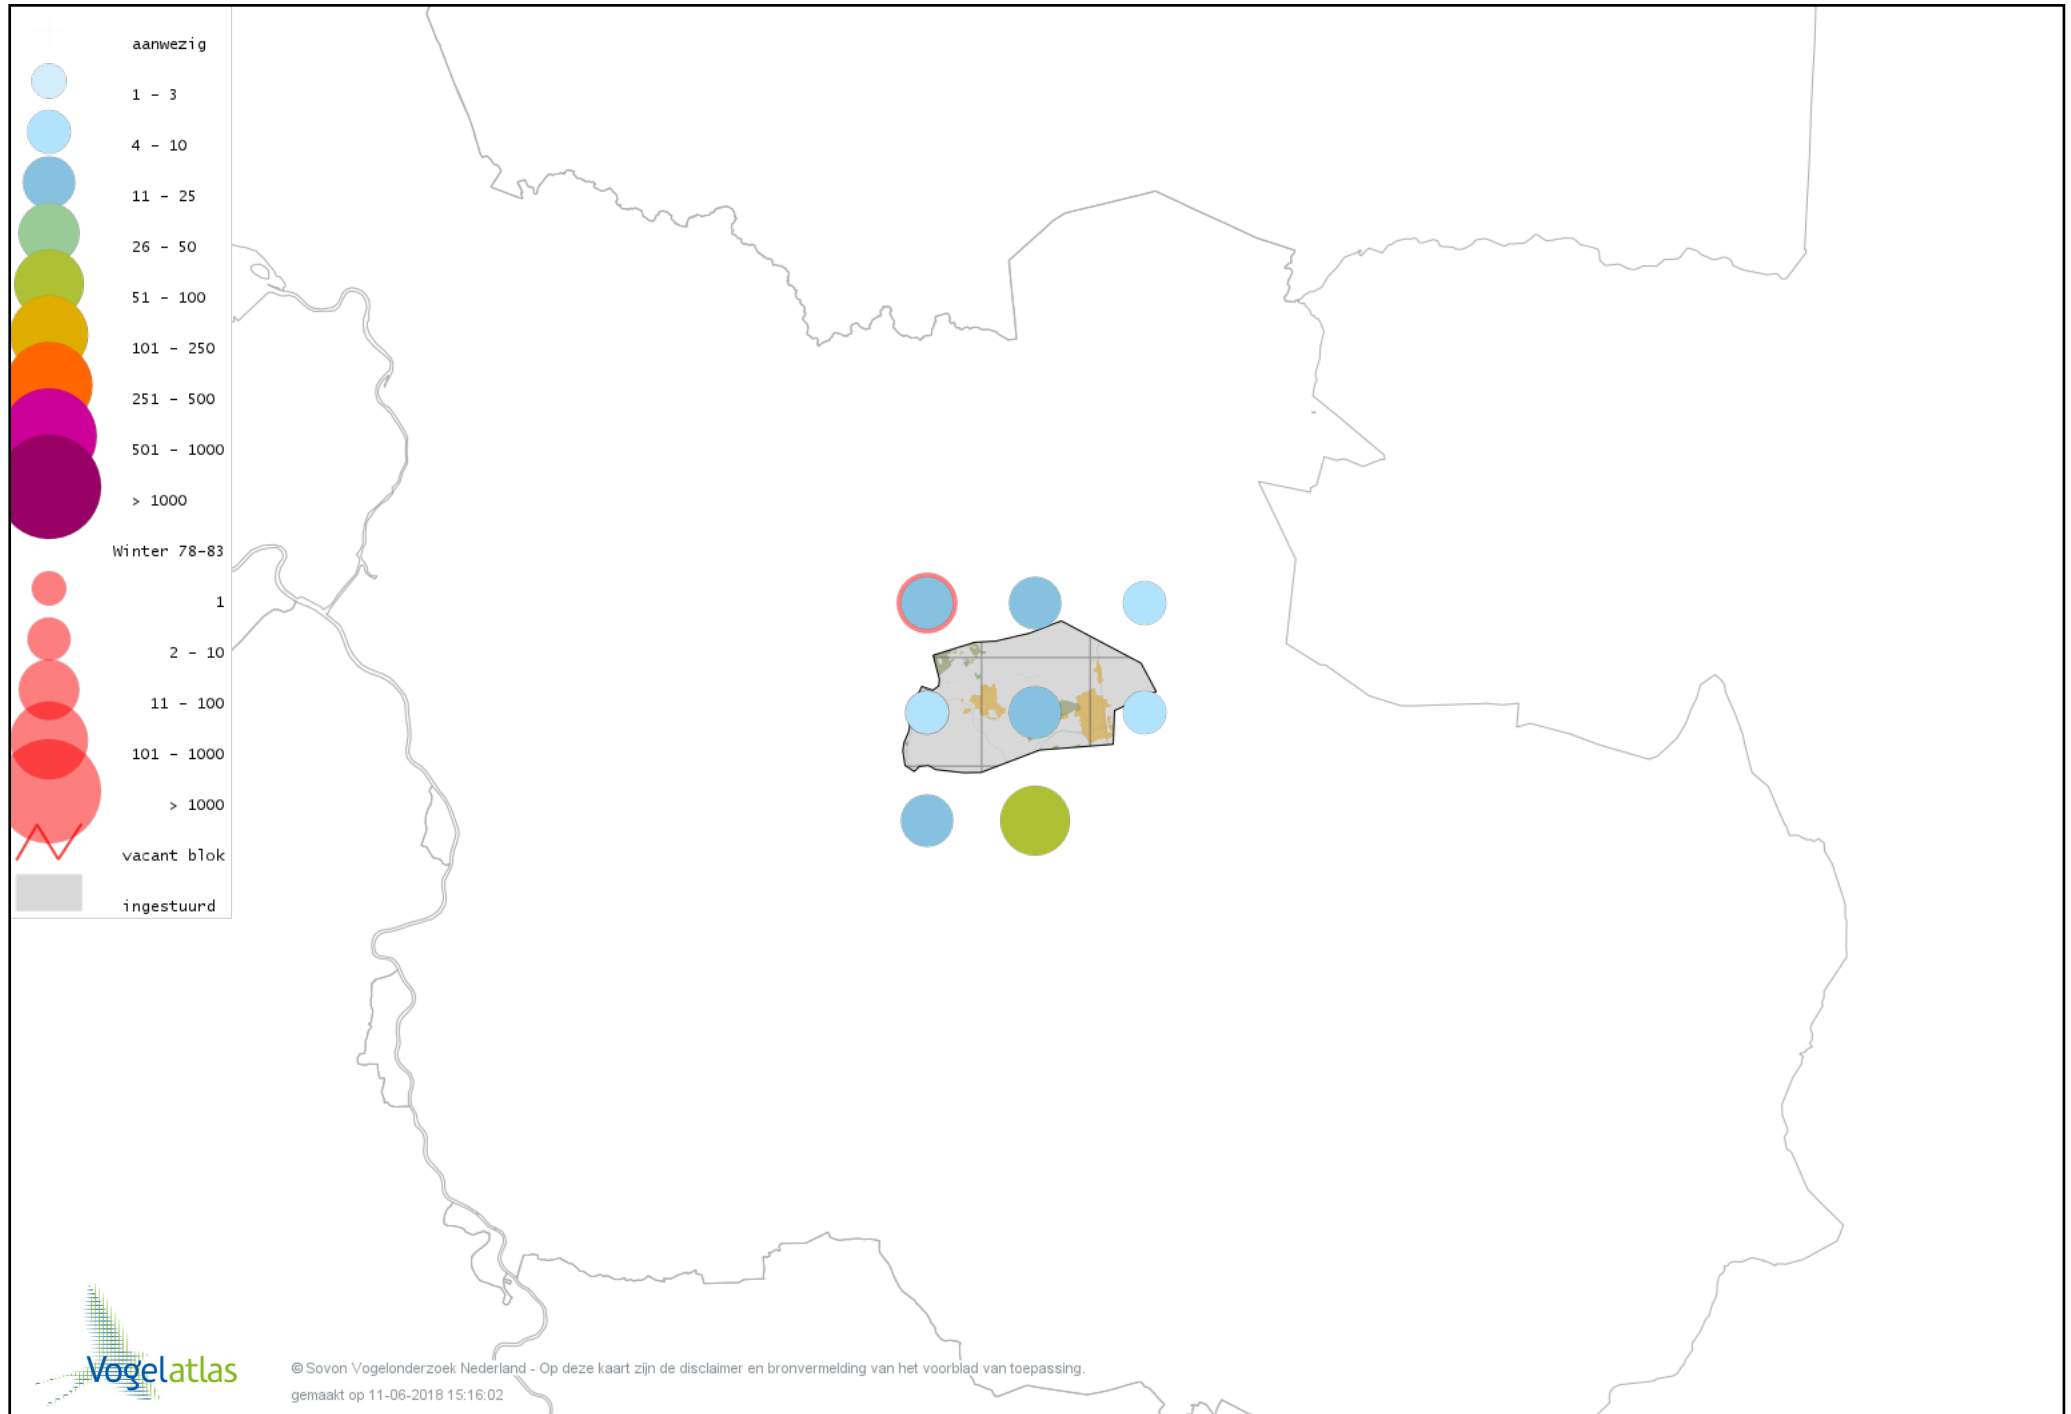 aanwezig
1 - 3
4 - 10
11 - 25
26 - 50
51 - 100
101 - 250
251 - 500
501 - 1000
> 1000
Winter 78-83
1
2 - 10
11 - 100
101 - 1000
> 1000
vacant blok
ingestuurd
Vogelatlas
© Sovon Vogelonderzoek Nederland - Op deze kaart zijn de disclaimer en bronvermelding van het voorblad van toepassing.
gemaakt op 11-06-2018 15:16:02